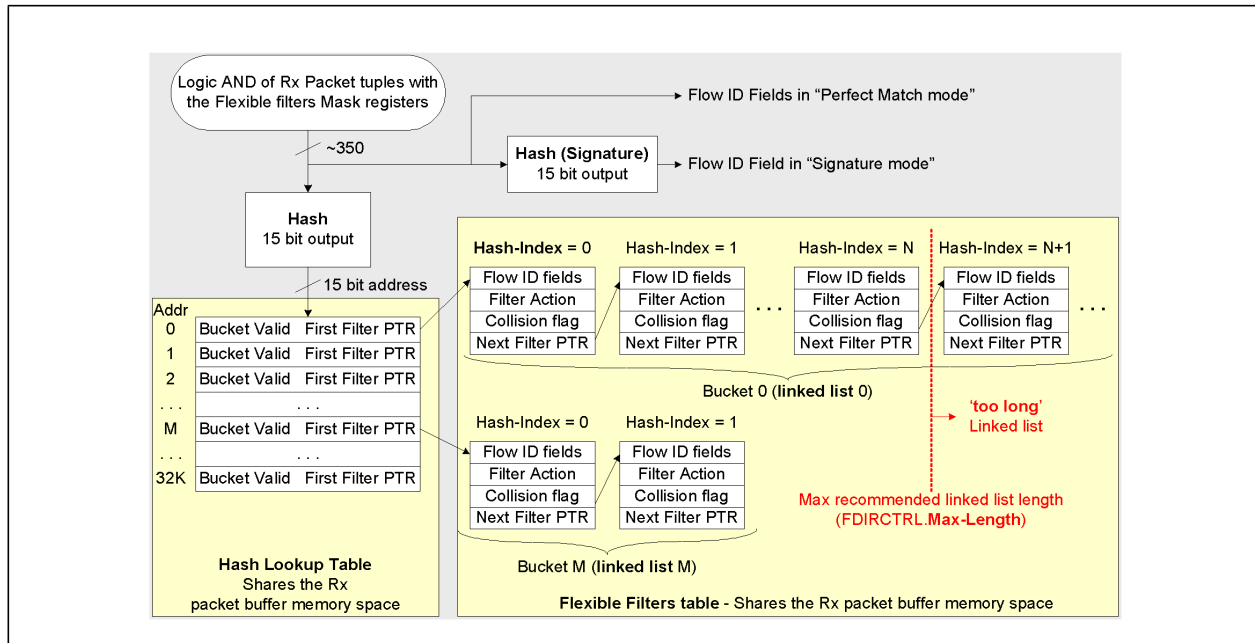 Logic AND of Rx Packet tuples with
the Flexible filters Mask registers
~350
Flow ID Fields in “Perfect Match mode”
Hash (Signature)
15 bit output
Flow ID Field in “Signature mode”
Hash
15 bit output
15 bit address
Addr
0
Bucket Valid First Filter PTR
1
Bucket Valid First Filter PTR
2
Bucket Valid First Filter PTR
. . .
. . .
M
Bucket Valid First Filter PTR
. . .
. . .
32K
Bucket Valid First Filter PTR
Hash Lookup Table
Shares the Rx
packet buffer memory space
Hash-Index = 0
Flow ID fields
Filter Action
Collision flag
Next Filter PTR
Hash-Index = 1
Flow ID fields
Filter Action
Collision flag
Next Filter PTR
. . .
Hash-Index = N
Flow ID fields
Filter Action
Collision flag
Next Filter PTR
Hash-Index = N+1
Flow ID fields
Filter Action
Collision flag
Next Filter PTR
. . .
Bucket 0 (linked list 0)
‘too long’
Linked list
Hash-Index = 0
Flow ID fields
Filter Action
Collision flag
Next Filter PTR
Hash-Index = 1
Flow ID fields
Filter Action
Collision flag
Next Filter PTR
Bucket M (linked list M)
Max recommended linked list length
(FDIRCTRL.Max-Length)
Flexible Filters table - Shares the Rx packet buffer memory space